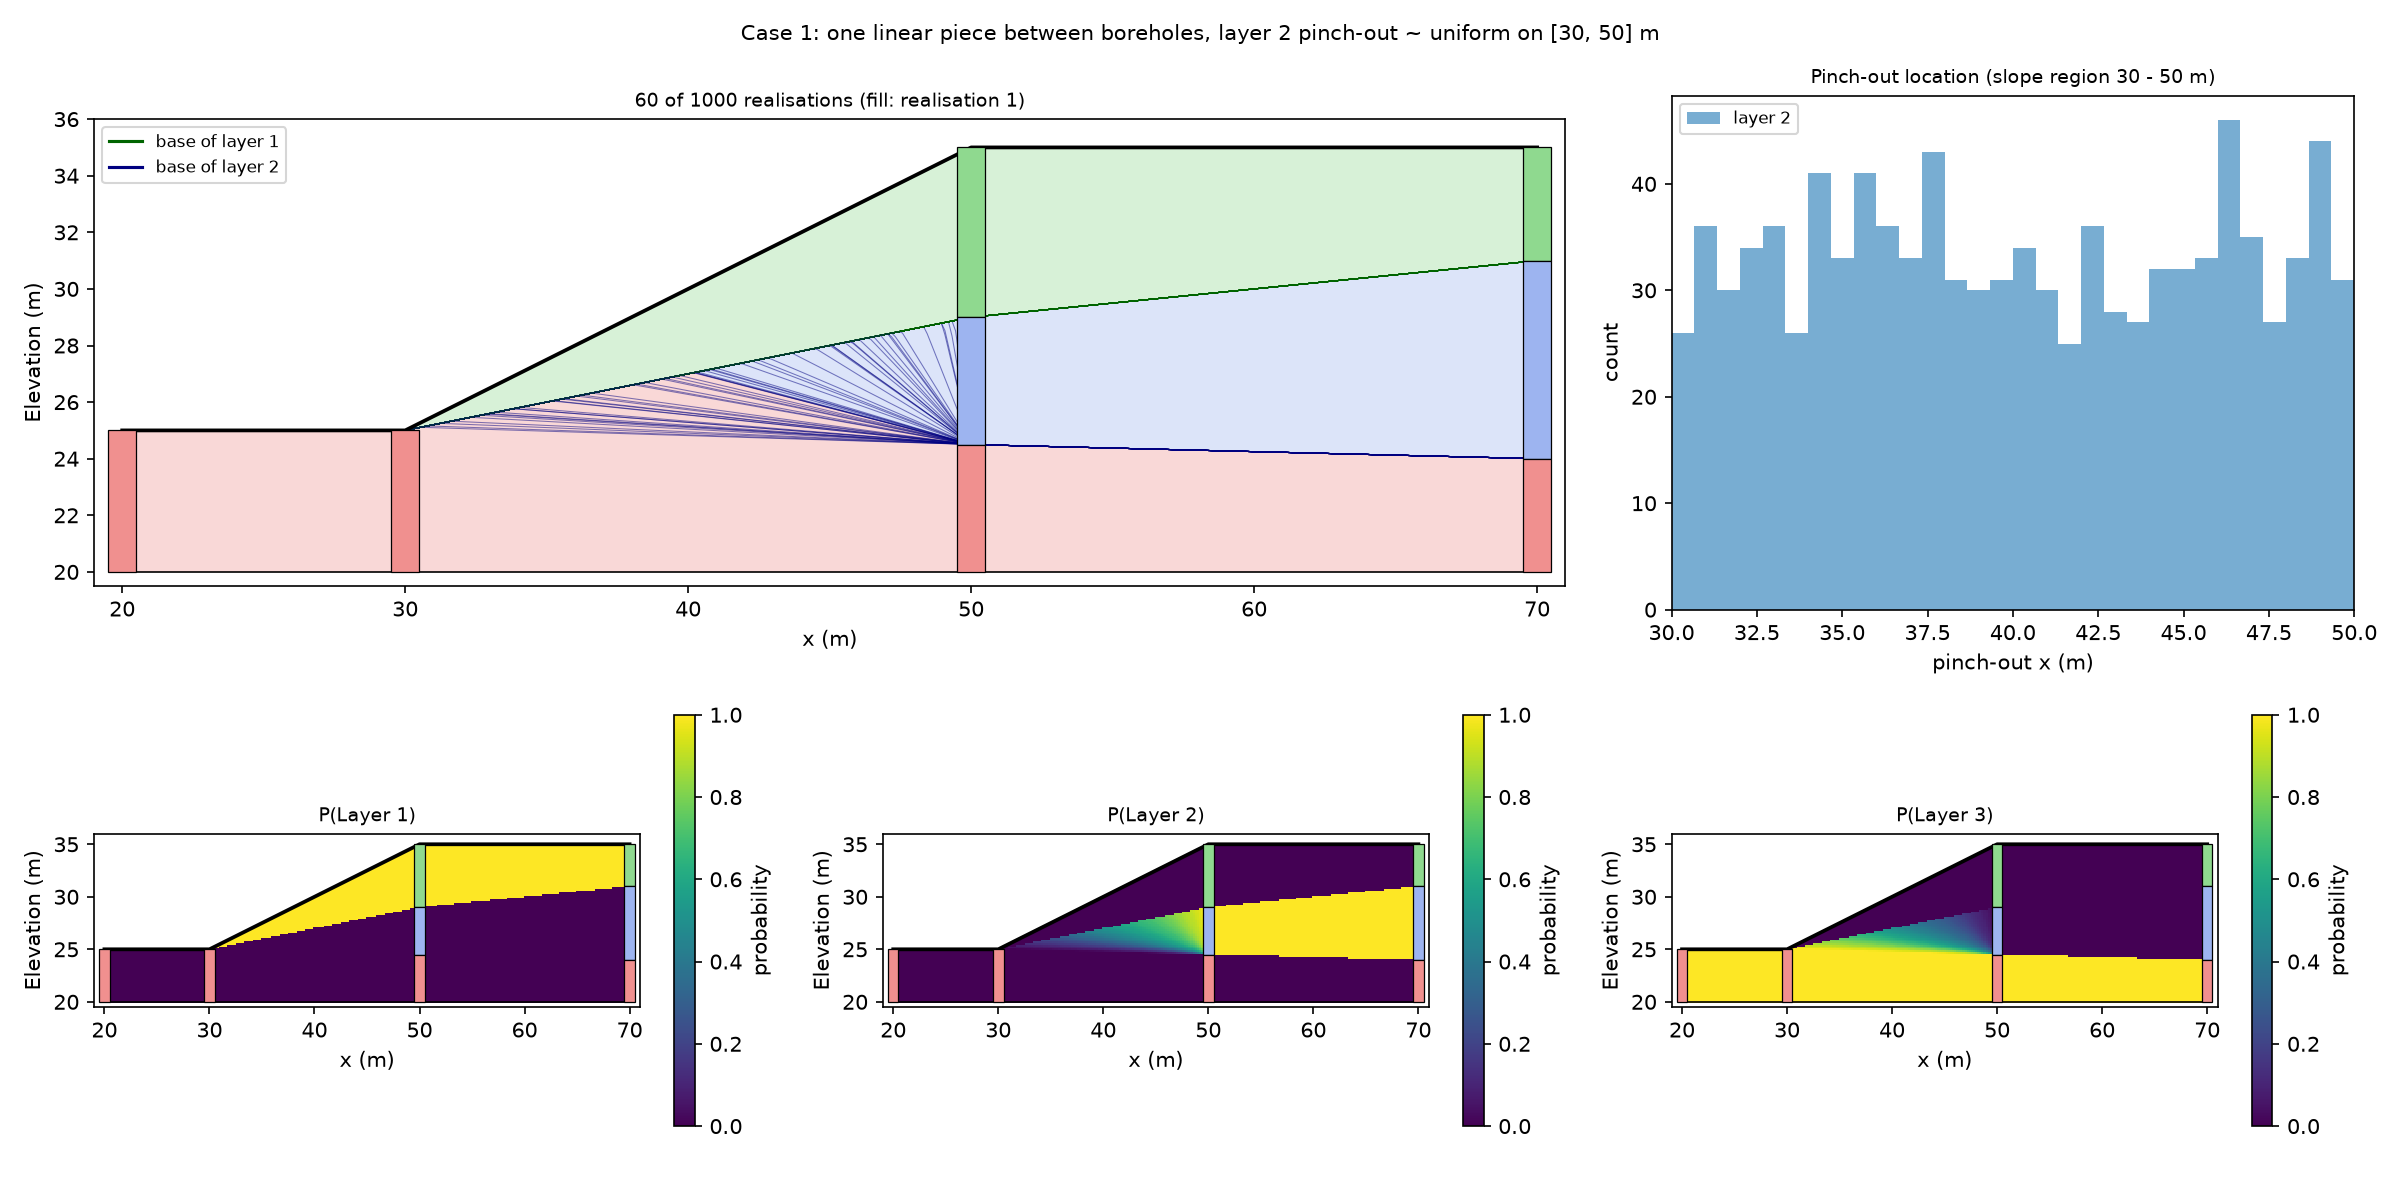 Case 1: one linear piece between boreholes, layer 2 pinch-out ~ uniform on [30, 50] m
60 of 1000 realisations (fill: realisation 1)
base of layer 1
base of layer 2
Elevation (m)
36
34
32
30
28
26
24
22
20
20 30 40 50 60 70
x (m)
Pinch-out location (slope region 30 - 50 m)
layer 2
count
40
30
20
10
0
30.0 32.5 35.0 37.5 40.0 42.5 45.0 47.5 50.0
pinch-out x (m)
P(Layer 1)
Elevation (m)
35
30
25
20
20 30 40 50 60 70
x (m)
1.0
0.8
0.6
0.4
0.2
0.0
probability
P(Layer 2)
Elevation (m)
35
30
25
20
20 30 40 50 60 70
x (m)
1.0
0.8
0.6
0.4
0.2
0.0
probability
P(Layer 3)
Elevation (m)
35
30
25
20
20 30 40 50 60 70
x (m)
1.0
0.8
0.6
0.4
0.2
0.0
probability